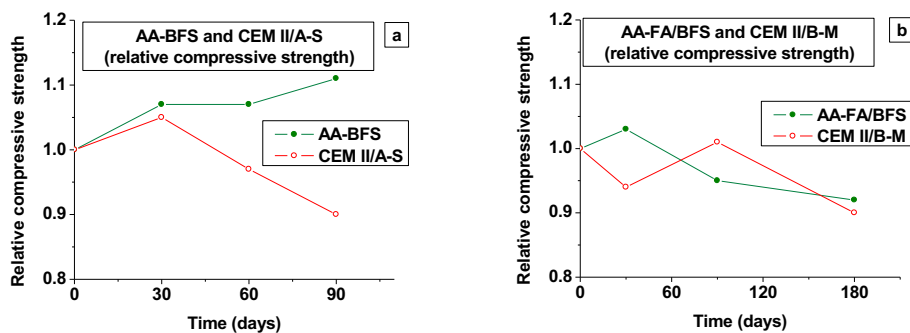 AA-BFS and CEM II/A-S
(relative compressive strength)
a
AA-BFS
CEM II/A-S
Relative compressive strength
1.2
1.1
1.0
0.9
0.8
0
30
60
90
Time (days)
AA-FA/BFS and CEM II/B-M
(relative compressive strength)
b
AA-FA/BFS
CEM II/B-M
Relative compressive strength
1.2
1.1
1.0
0.9
0.8
0
60
120
180
Time (days)